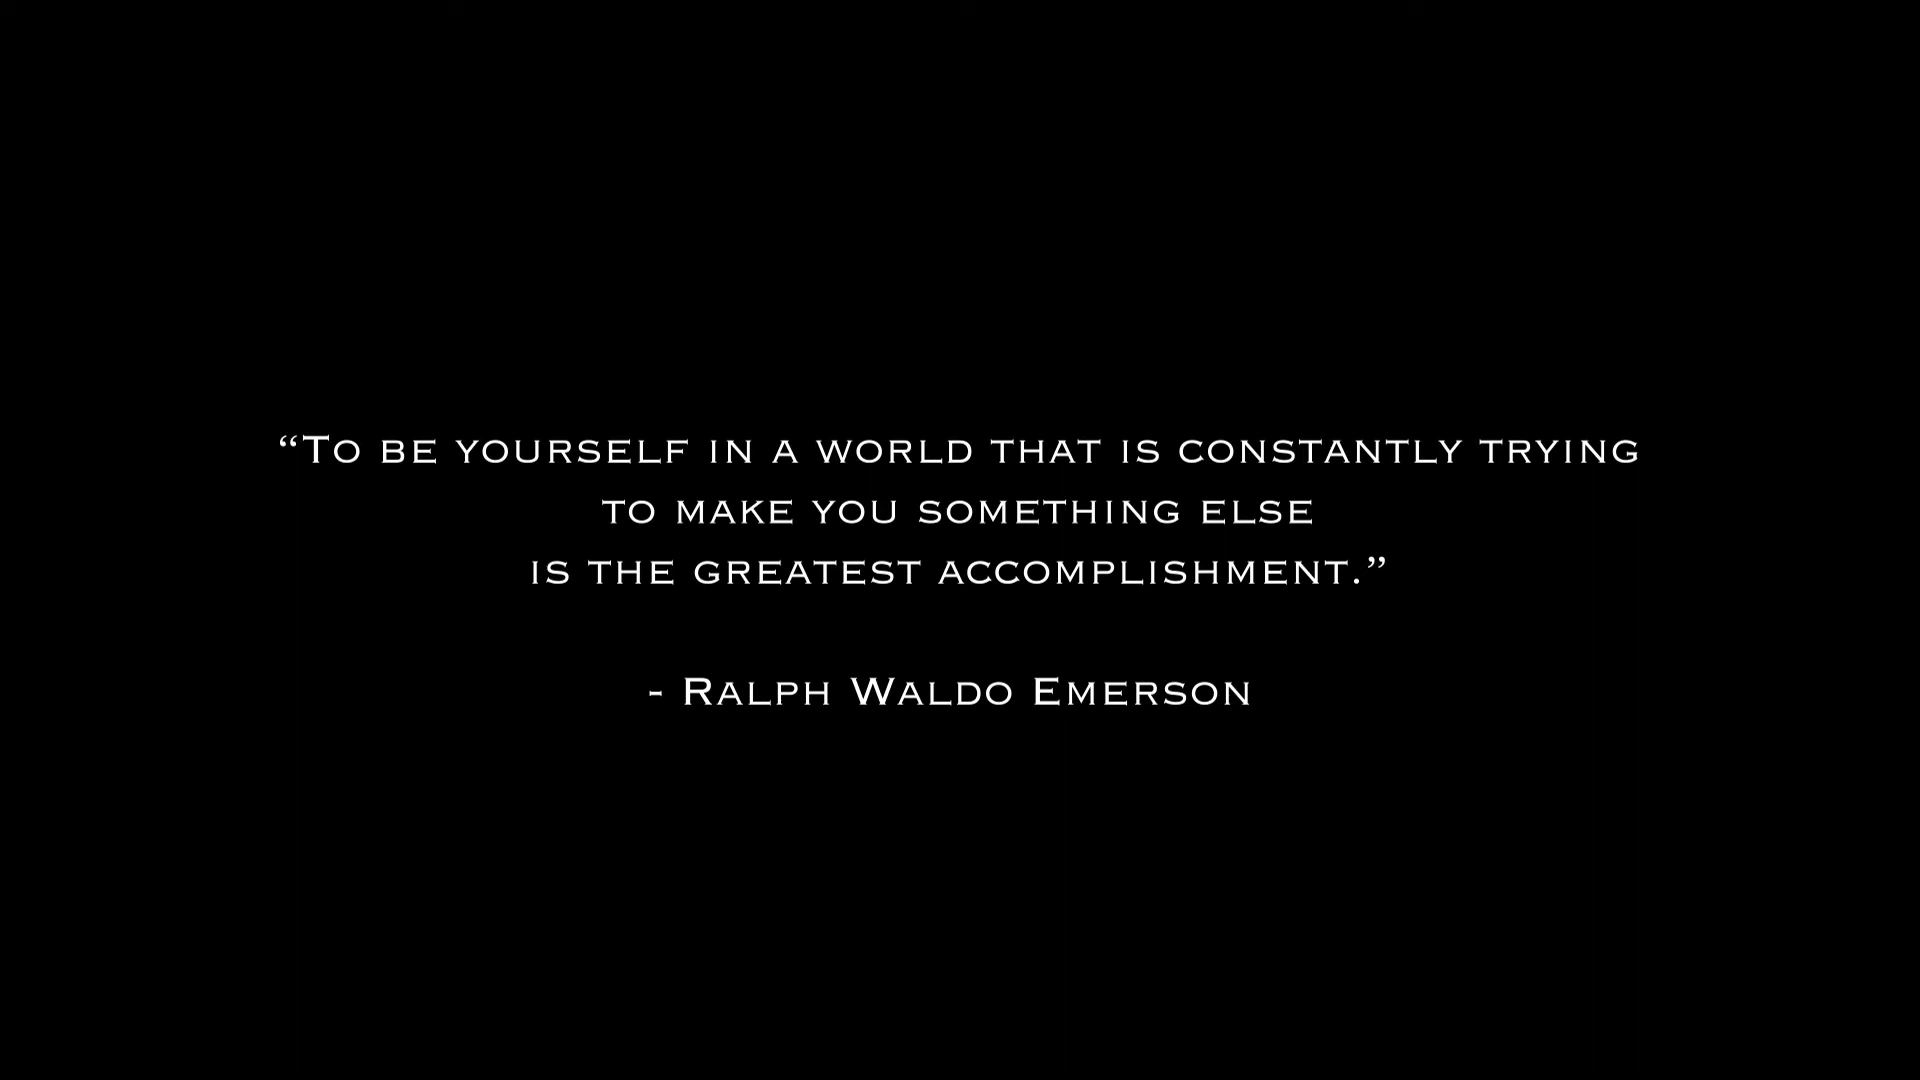 “To be yourself in a world that is constantly trying
to make you something else
is the greatest accomplishment.”
- Ralph Waldo Emerson